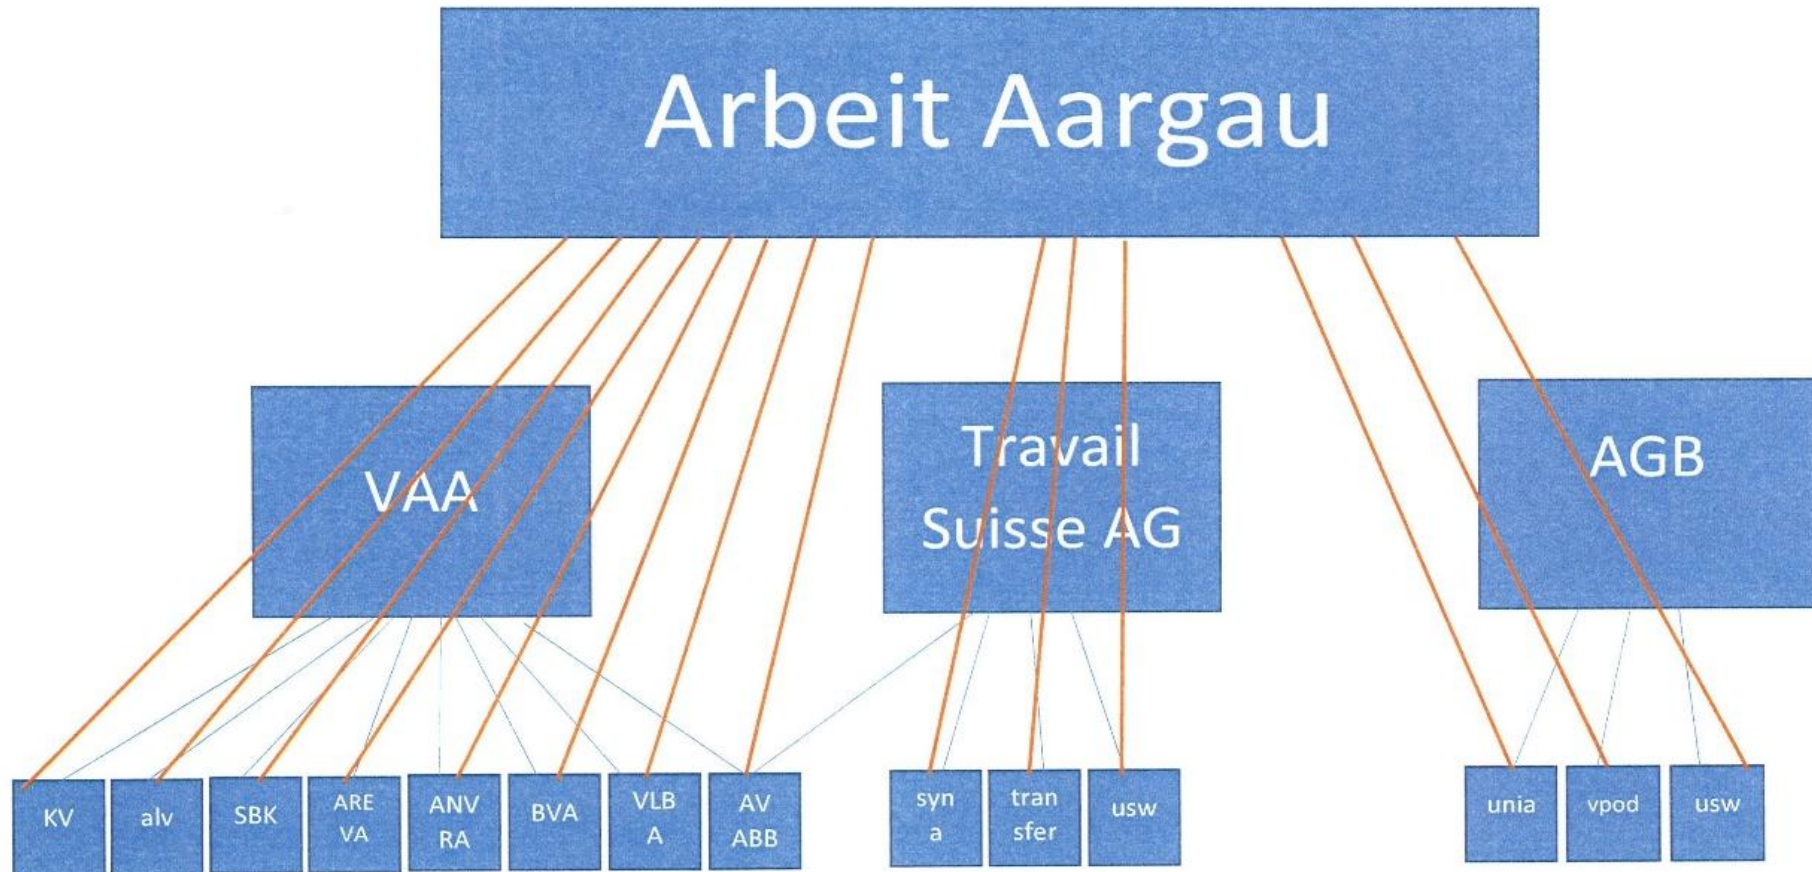 Arbeit Aargau
VAA
Travail
Suisse AG
AGB
KV
alv
SBK
ARE
VA
ANV
RA
BVA
VLB
A
AV
ABB
syn
a
tran
sfer
usw
unia
vpod
usw